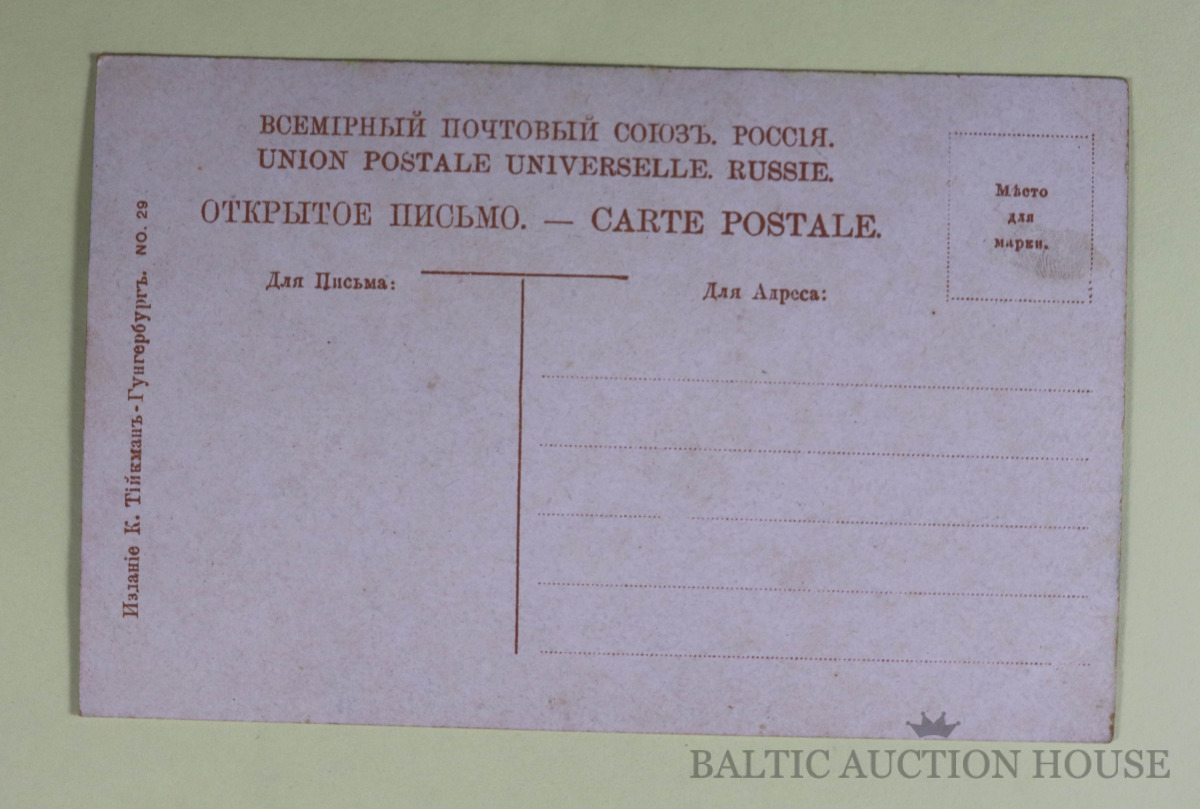 ВСЕМІРНЫЙ ПОЧТОВЫЙ СОЮЗЪ. РОССІЯ.
UNION POSTALE UNIVERSELLE. RUSSIE.
ОТКРЫТОЕ ПИСЬМО. — CARTE POSTALE.
Мѣсто
для
марки.
Для Письма:
Для Адреса:
Изданіе К. Тійкманъ-Гунгербургъ. NO. 29
BALTIC AUCTION HOUSE